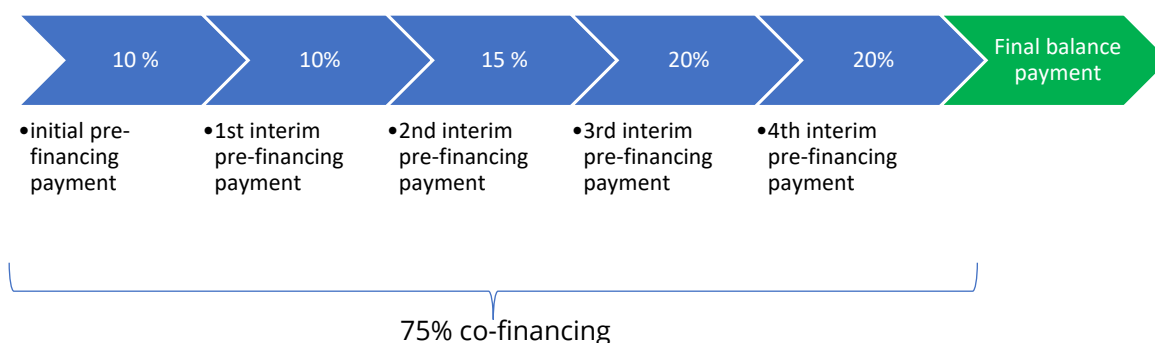 10 %
10%
15 %
20%
20%
Final balance
payment
•initial pre-
financing
payment
•1st interim
pre-financing
payment
•2nd interim
pre-financing
payment
•3rd interim
pre-financing
payment
•4th interim
pre-financing
payment
75% co-financing